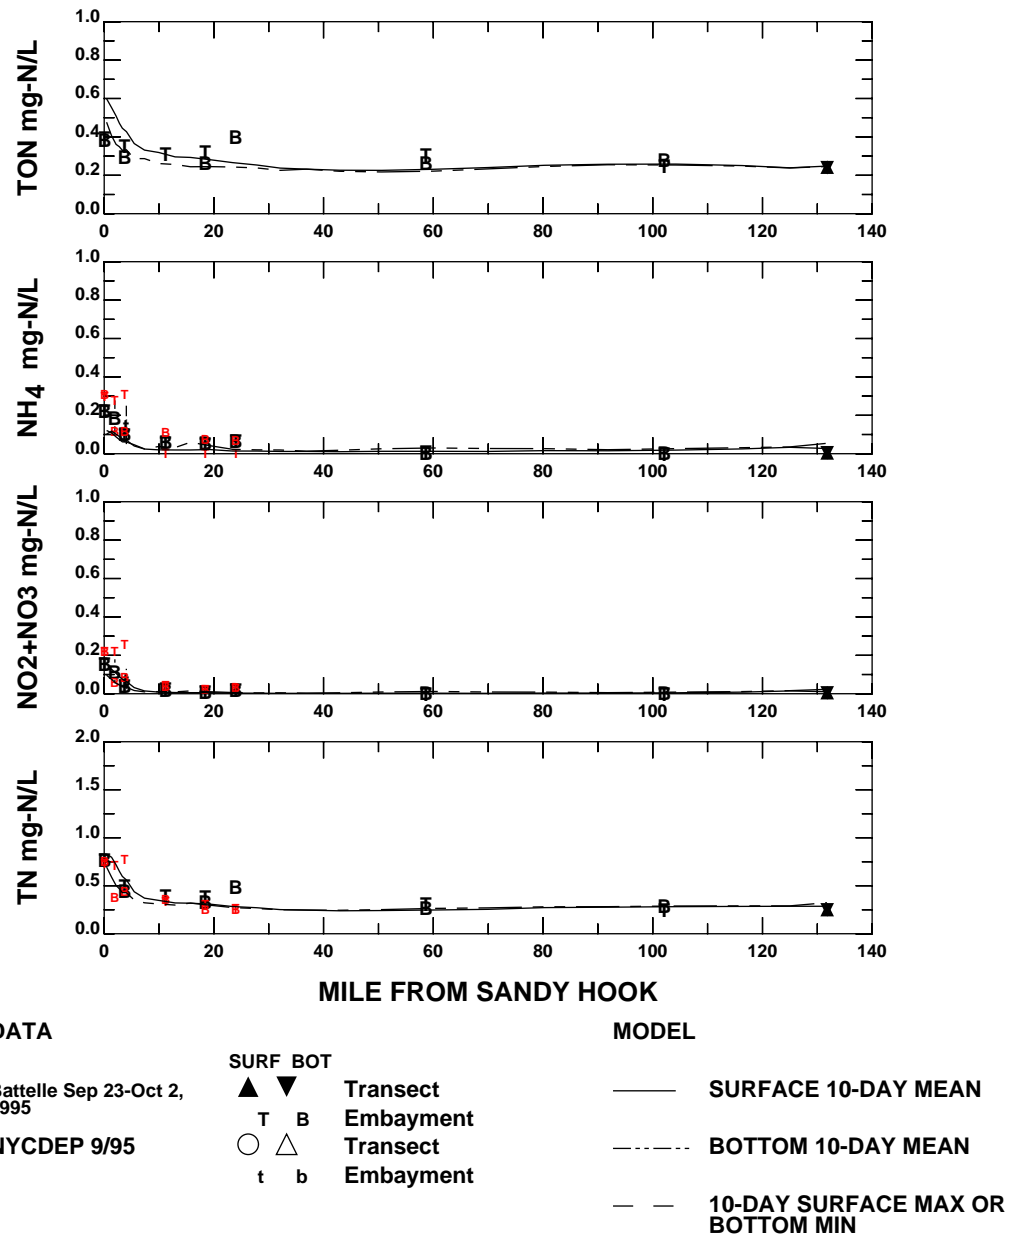 TON mg-N/L
1.0
0.8
0.6
0.4
0.2
0.0
0 20 40 60 80 100 120 140
NH4 mg-N/L
1.0
0.8
0.6
0.4
0.2
0.0
0 20 40 60 80 100 120 140
NO2+NO3 mg-N/L
1.0
0.8
0.6
0.4
0.2
0.0
0 20 40 60 80 100 120 140
TN mg-N/L
2.0
1.5
1.0
0.5
0.0
0 20 40 60 80 100 120 140
MILE FROM SANDY HOOK
DATA
SURF BOT
Battelle Sep 23-Oct 2,
1995
Transect
T B Embayment
NYCDEP 9/95
Transect
t b Embayment
MODEL
SURFACE 10-DAY MEAN
BOTTOM 10-DAY MEAN
10-DAY SURFACE MAX OR
BOTTOM MIN